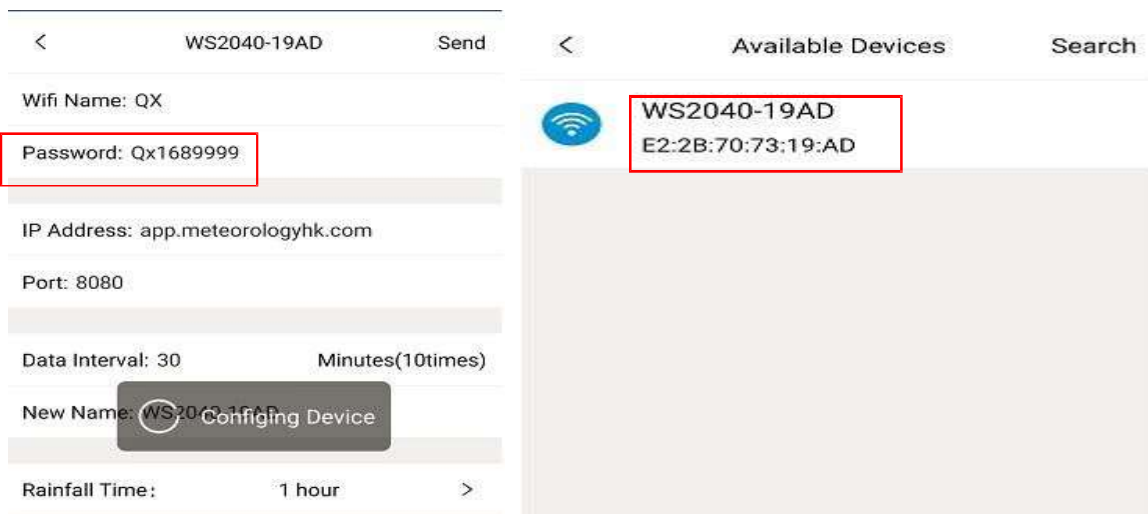 < WS2040-19AD Send
Wifi Name: QX
Password: Qx1689999
IP Address: app.meteorologyhk.com
Port: 8080
Data Interval: 30 Minutes(10times)
New Name: WS2040-19AD
Configing Device
Rainfall Time: 1 hour >
< Available Devices Search
WS2040-19AD
E2:2B:70:73:19:AD